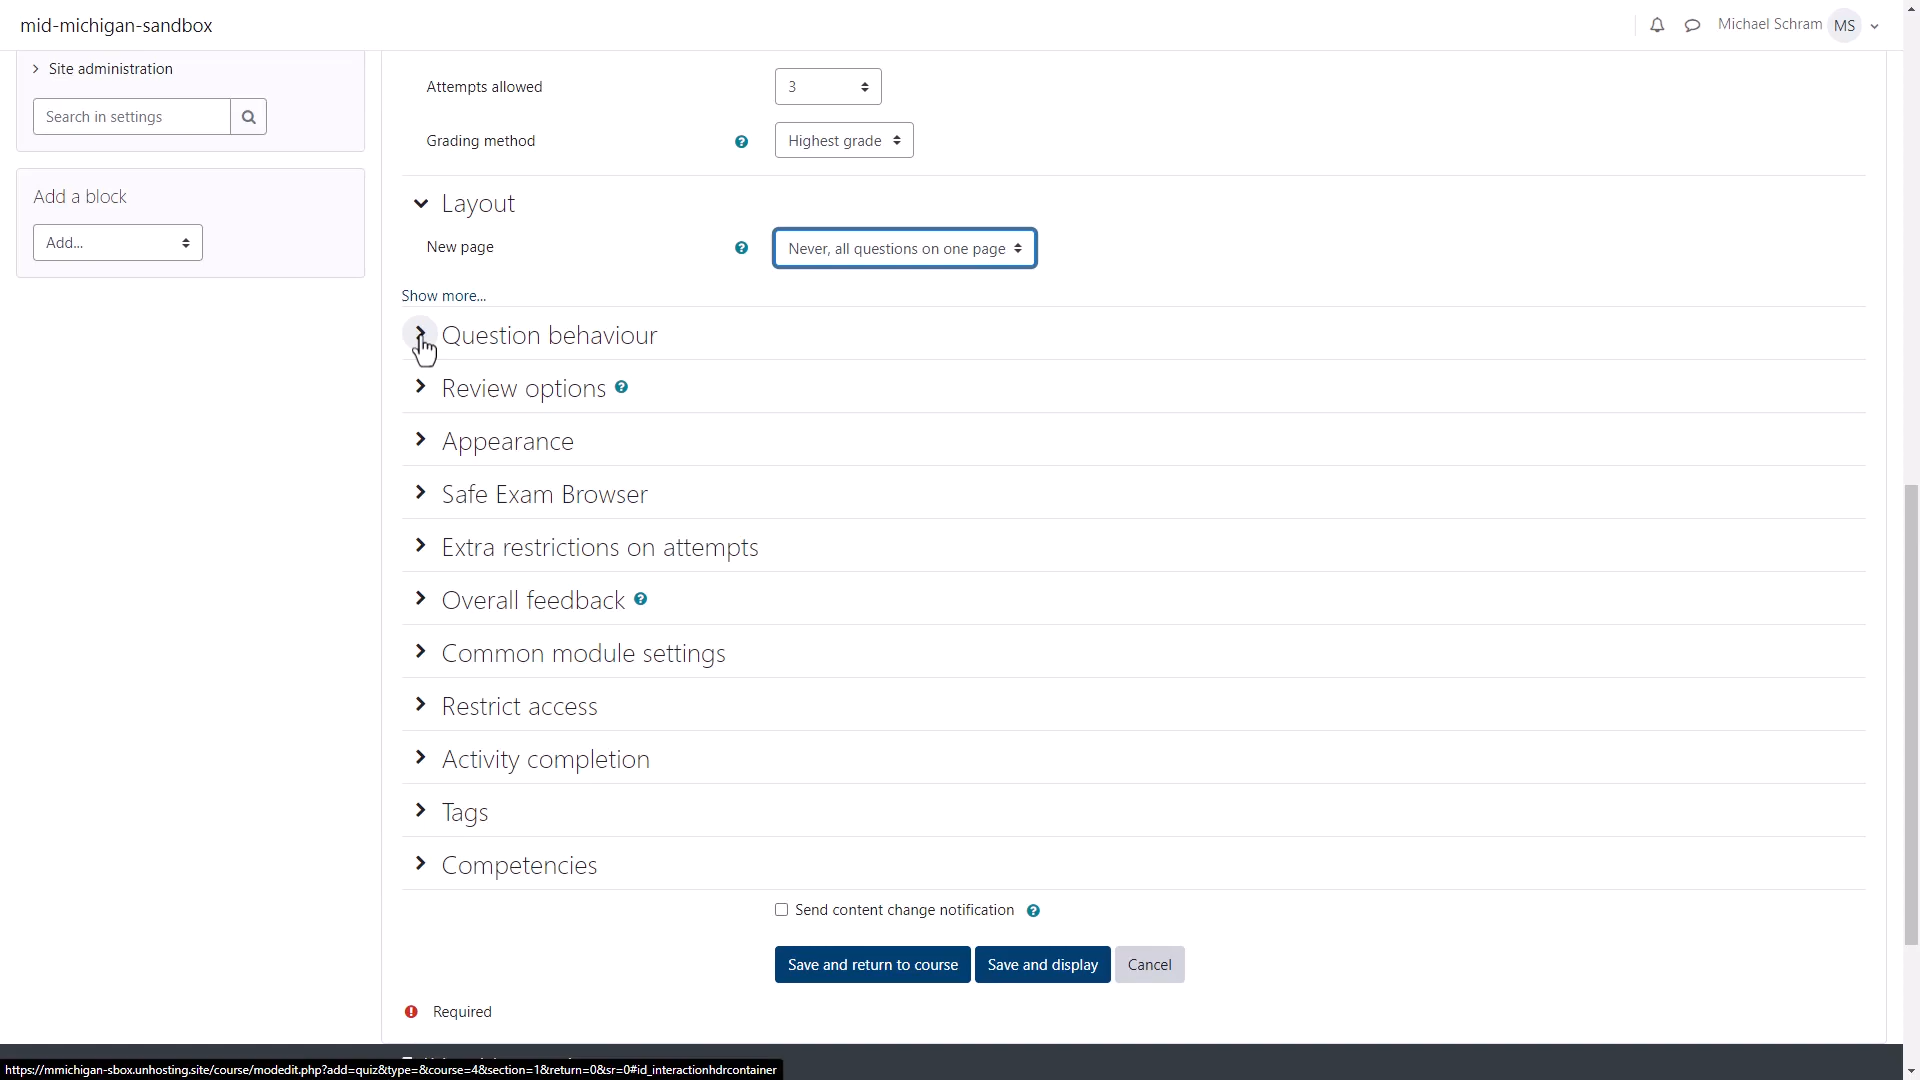 mid-michigan-sandbox
Michael Schram MS
Site administration
Search in settings
Add a block
Add...
Attempts allowed
3
Grading method
Highest grade
Layout
New page
Never, all questions on one page
Show more...
Question behaviour
Review options
Appearance
Safe Exam Browser
Extra restrictions on attempts
Overall feedback
Common module settings
Restrict access
Activity completion
Tags
Competencies
Send content change notification
Save and return to course
Save and display
Cancel
Required
https://mmichigan-sbox.unhosting.site/course/modedit.php?add=quiz&type=&course=4&section=1&return=0&sr=0#id_interactionhdrcontainer